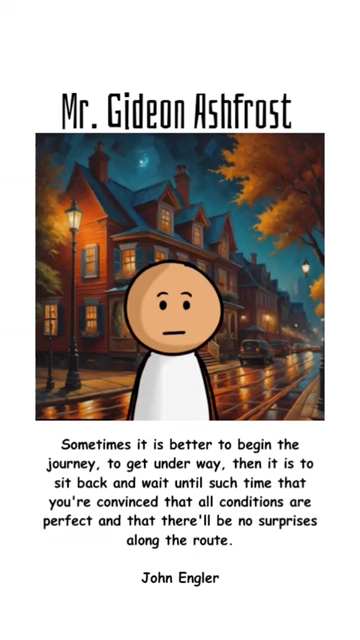 Mr. Gideon Ashfrost
Sometimes it is better to begin the
journey, to get under way, then it is to
sit back and wait until such time that
you're convinced that all conditions are
perfect and that there'll be no surprises
along the route.
John Engler